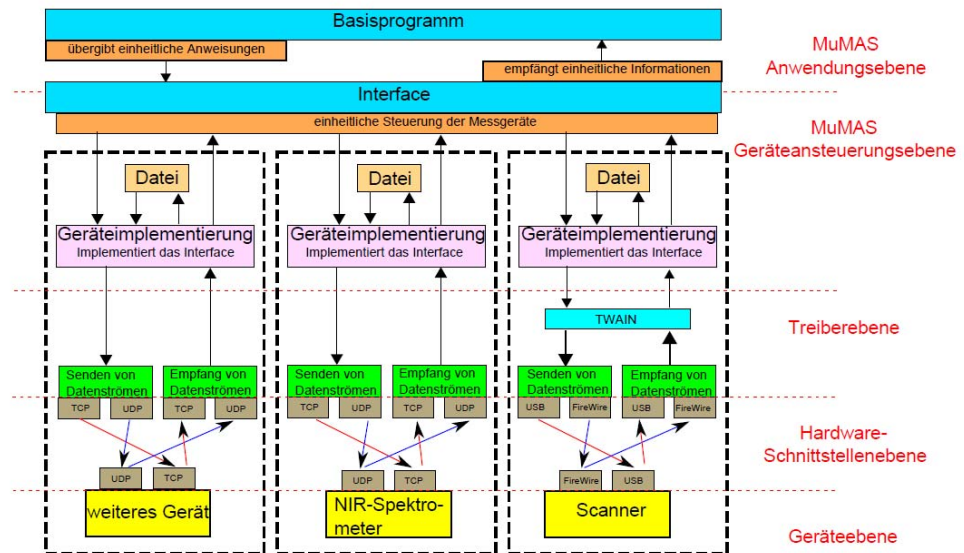 Basisprogramm
übergibt einheitliche Anweisungen
empfängt einheitliche Informationen
MuMAS
Anwendungsebene
Interface
einheitliche Steuerung der Messgeräte
MuMAS
Geräteansteuerungsebene
Datei
Datei
Datei
Geräteimplementierung
Implementiert das Interface
Geräteimplementierung
Implementiert das Interface
Geräteimplementierung
Implementiert das Interface
TWAIN
Treiberebene
Senden von
Datenströmen
Empfang von
Datenströmen
Senden von
Datenströmen
Empfang von
Datenströmen
Senden von
Datenströmen
Empfang von
Datenströmen
TCP
UDP
TCP
UDP
TCP
UDP
TCP
UDP
USB
FireWire
USB
FireWire
Hardware-
Schnittstellenebene
UDP
TCP
UDP
TCP
FireWire
USB
weiteres Gerät
NIR-Spektro-
meter
Scanner
Geräteebene